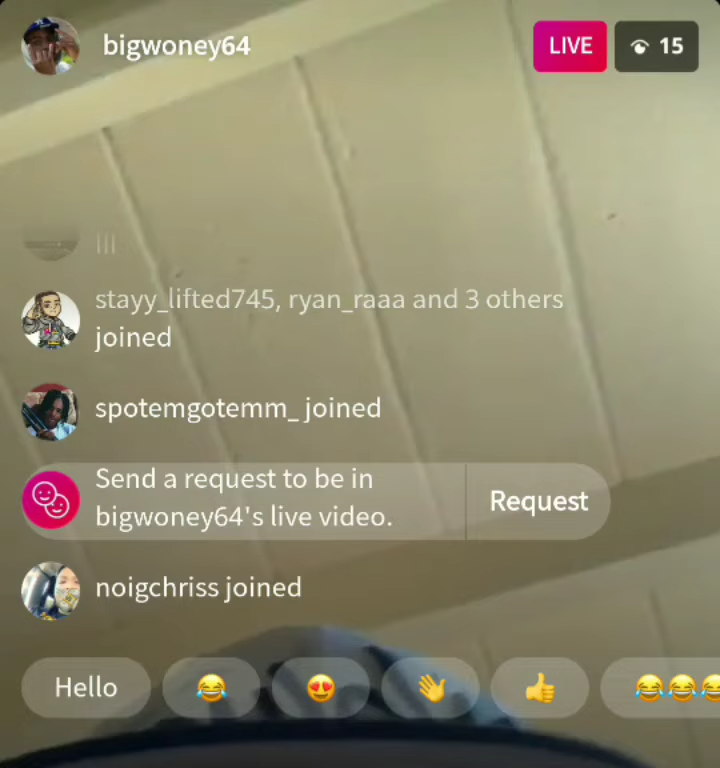 bigwoney64
LIVE
15
stayy_lifted745, ryan_raaa and 3 others
joined
spotemgotemm_ joined
Send a request to be in
bigwoney64's live video.
Request
noigchriss joined
Hello